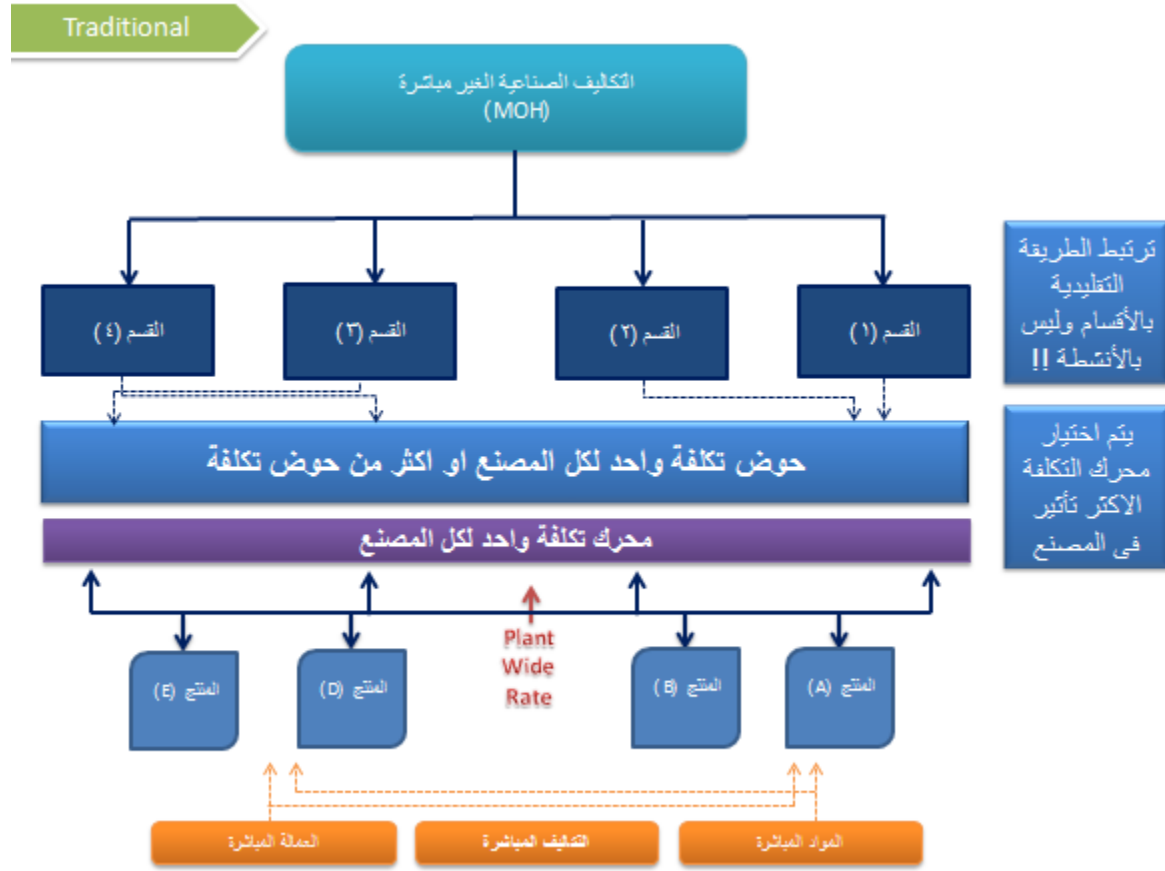 Traditional
التكاليف الصناعية الغير مباشرة
(MOH)
القسم (١)
القسم (٢)
القسم (٣)
القسم (٤)
ترتبط الطريقة
التقليدية
بالأقسام وليس
بالأنشطة !!
حوض تكلفة واحد لكل المصنع او اكثر من حوض تكلفة
يتم اختيار
محرك التكلفة
الاكثر تأثير
فى المصنع
محرك تكلفة واحد لكل المصنع
Plant
Wide
Rate
المنتج (A)
المنتج (B)
المنتج (D)
المنتج (E)
المواد المباشرة
التكاليف المباشرة
العمالة المباشرة